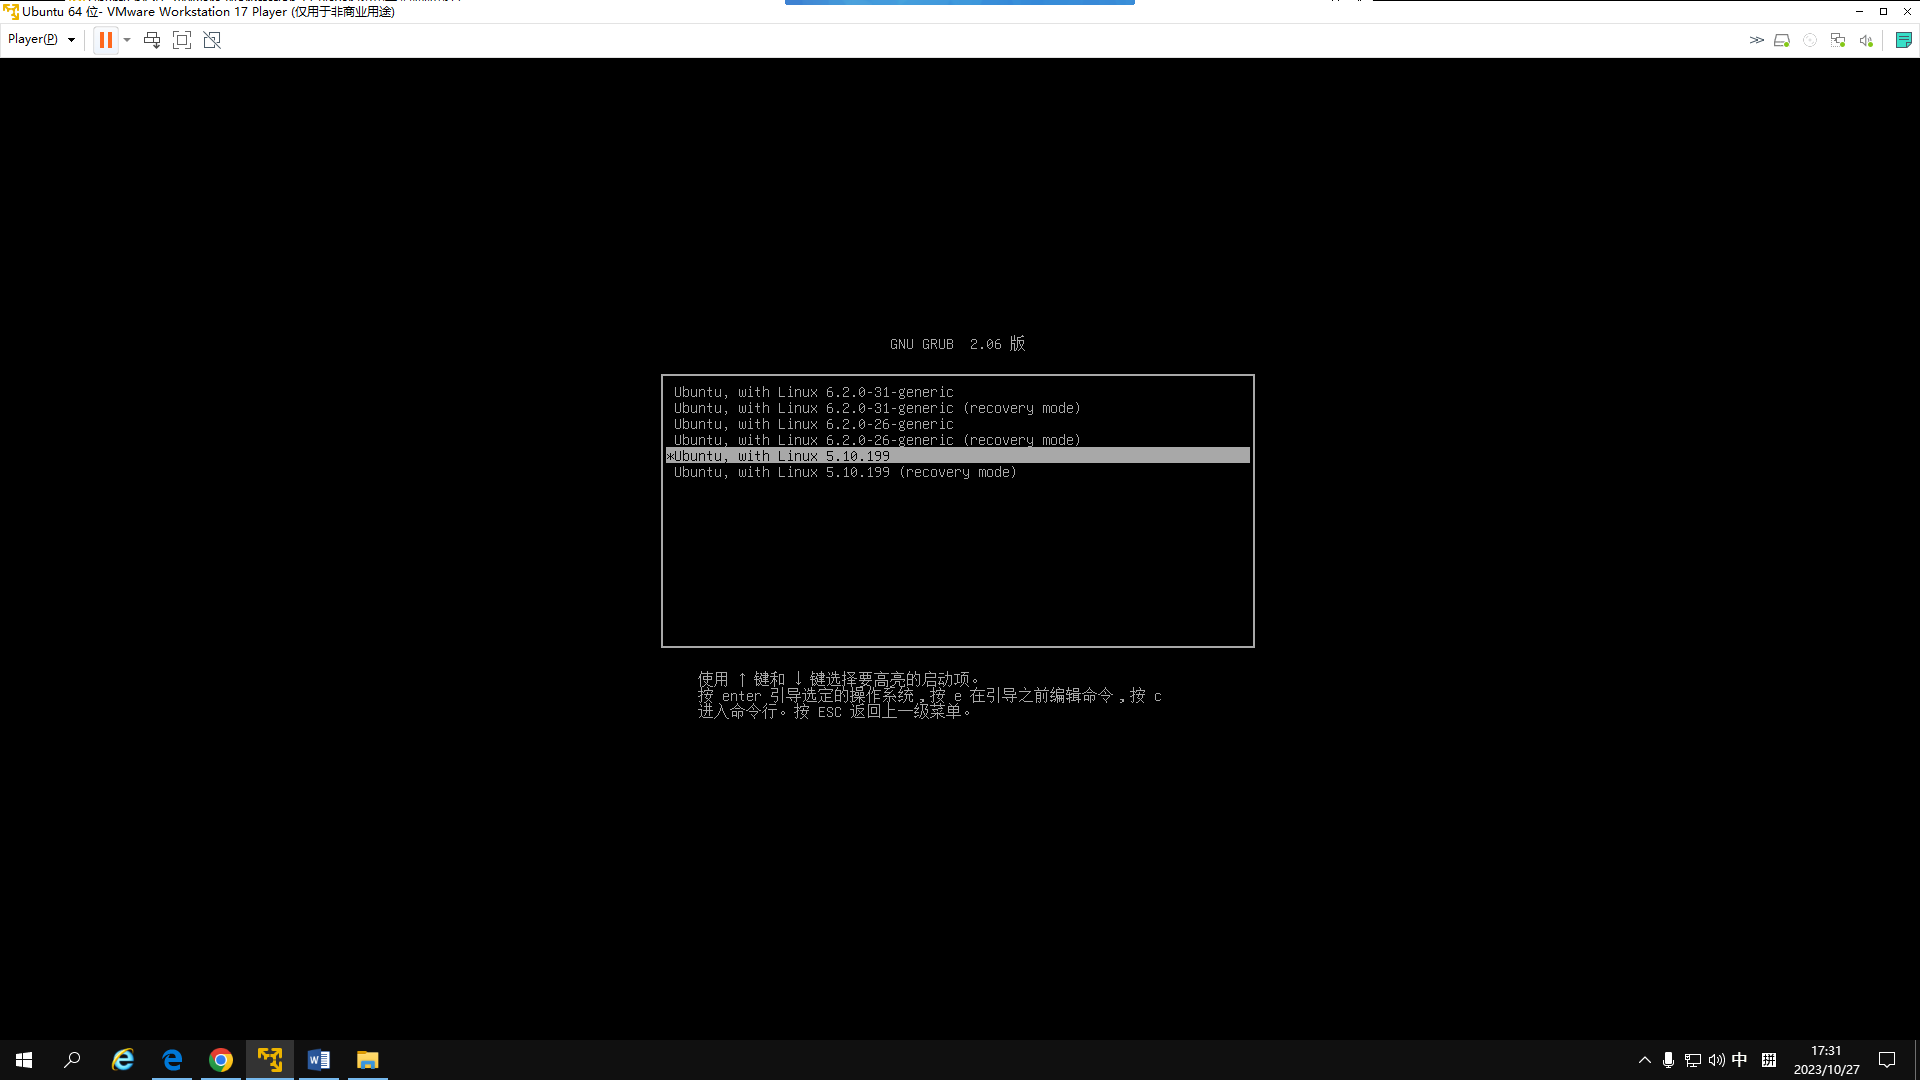 Ubuntu 64 位- VMware Workstation 17 Player (仅用于非商业用途)
Player(P)
GNU GRUB 2.06 版
Ubuntu, with Linux 6.2.0-31-generic
Ubuntu, with Linux 6.2.0-31-generic (recovery mode)
Ubuntu, with Linux 6.2.0-26-generic
Ubuntu, with Linux 6.2.0-26-generic (recovery mode)
*Ubuntu, with Linux 5.10.199
Ubuntu, with Linux 5.10.199 (recovery mode)
使用 ↑ 键和 ↓ 键选择要高亮的启动项。
按 enter 引导选定的操作系统，按 e 在引导之前编辑命令，按 c
进入命令行。按 ESC 返回上一级菜单。
中 拼
17:31
2023/10/27